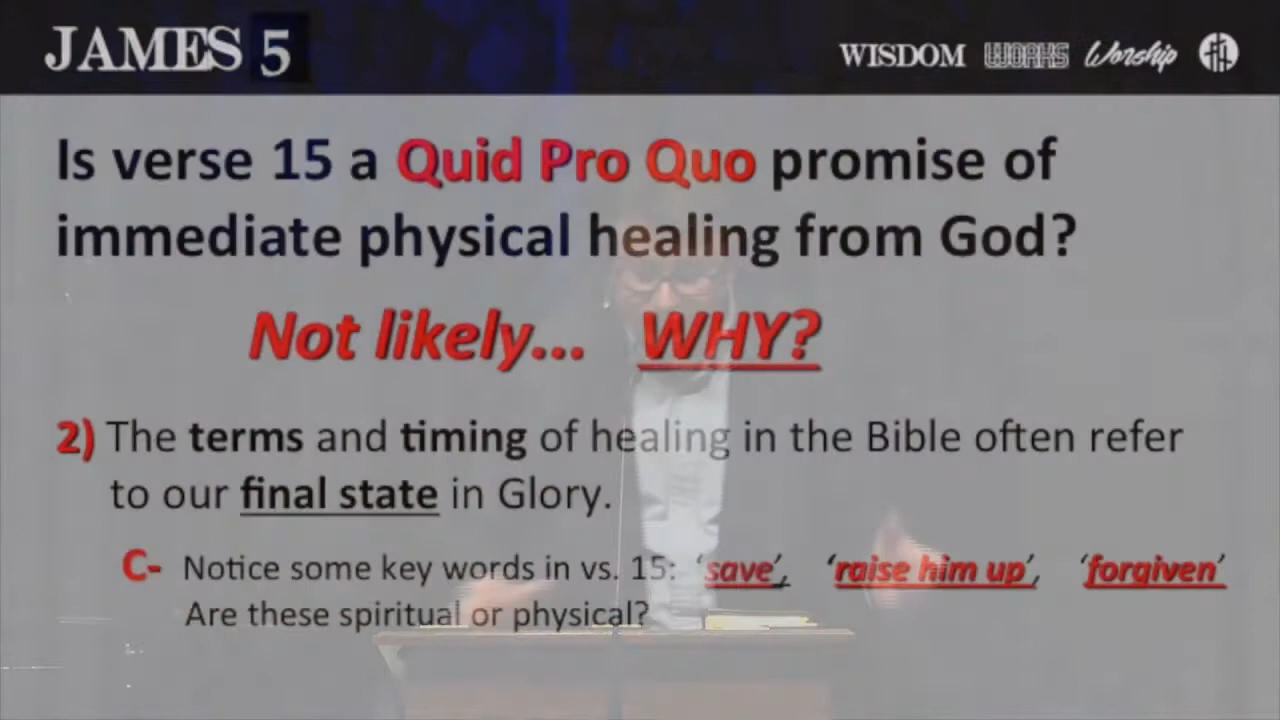 JAMES 5
WISDOM WORKS Worship
Is verse 15 a Quid Pro Quo promise of
immediate physical healing from God?
Not likely... WHY?
2) The terms and timing of healing in the Bible often refer
to our final state in Glory.
C- Notice some key words in vs. 15: ‘save’, ‘raise him up’, ‘forgiven’
Are these spiritual or physical?